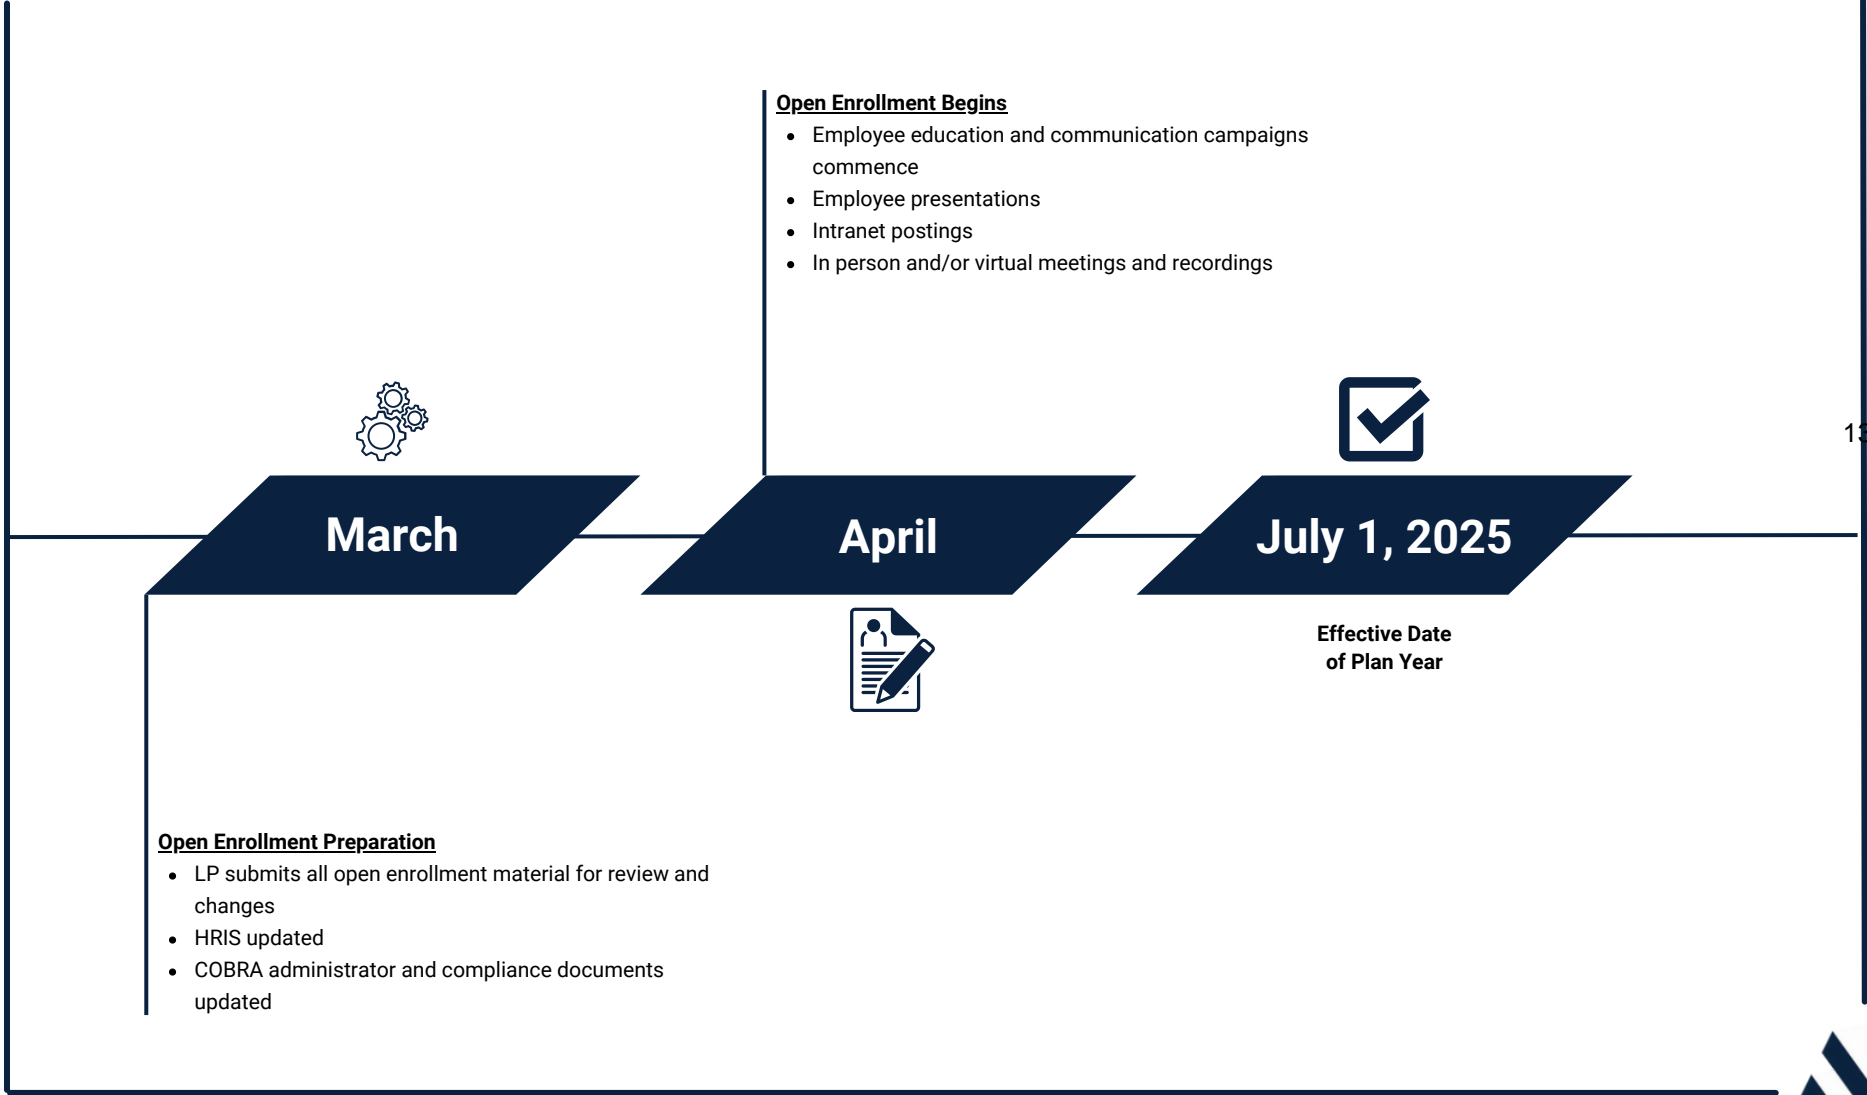 Open Enrollment Begins
• Employee education and communication campaigns
commence
• Employee presentations
• Intranet postings
• In person and/or virtual meetings and recordings
13
March
April
July 1, 2025
Effective Date
of Plan Year
Open Enrollment Preparation
• LP submits all open enrollment material for review and
changes
• HRIS updated
• COBRA administrator and compliance documents
updated